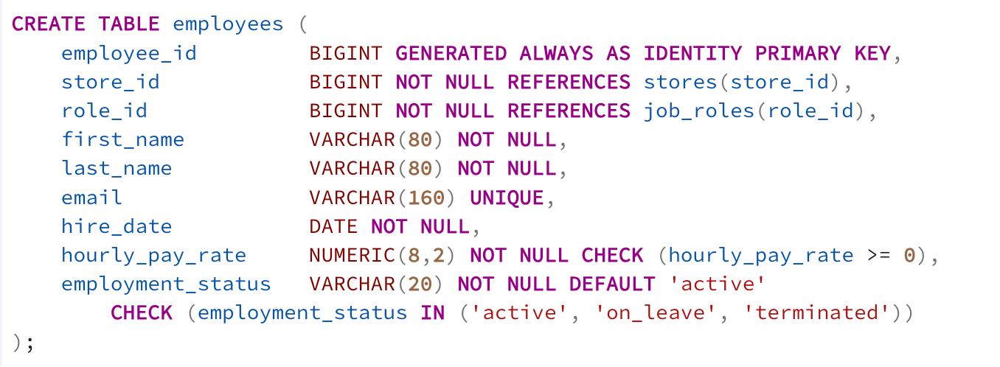 CREATE TABLE employees (
    employee_id         BIGINT GENERATED ALWAYS AS IDENTITY PRIMARY KEY,
    store_id            BIGINT NOT NULL REFERENCES stores(store_id),
    role_id             BIGINT NOT NULL REFERENCES job_roles(role_id),
    first_name          VARCHAR(80) NOT NULL,
    last_name           VARCHAR(80) NOT NULL,
    email               VARCHAR(160) UNIQUE,
    hire_date           DATE NOT NULL,
    hourly_pay_rate     NUMERIC(8,2) NOT NULL CHECK (hourly_pay_rate >= 0),
    employment_status   VARCHAR(20) NOT NULL DEFAULT 'active'
        CHECK (employment_status IN ('active', 'on_leave', 'terminated'))
);